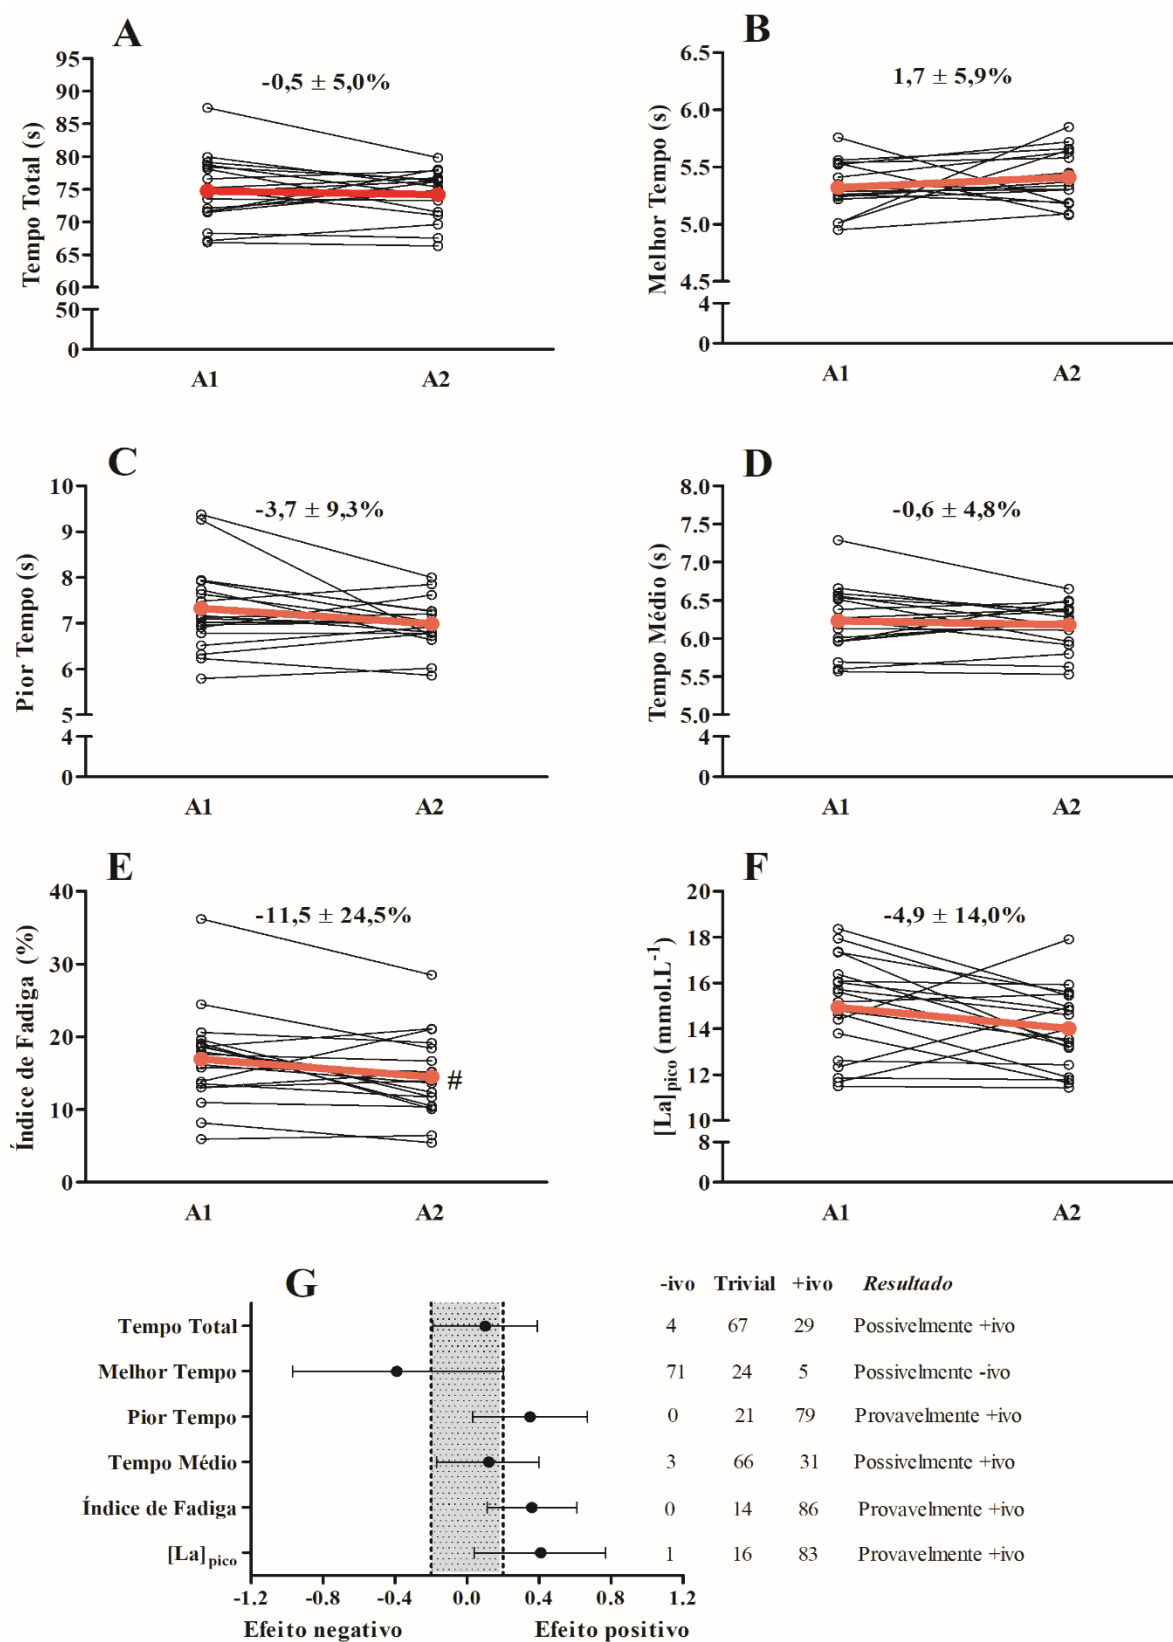 A
-0,5 ± 5,0%
Tempo Total (s)
95
90
85
80
75
70
65
60
50
0
A1 A2
B
1,7 ± 5,9%
Melhor Tempo (s)
6.5
6.0
5.5
5.0
4.5
4
0
A1 A2
C
-3,7 ± 9,3%
Pior Tempo (s)
10
9
8
7
6
5
4
0
A1 A2
D
-0,6 ± 4,8%
Tempo Médio (s)
8.0
7.5
7.0
6.5
6.0
5.5
5.0
4
0
A1 A2
E
-11,5 ± 24,5%
Índice de Fadiga (%)
40
30
20
10
0
#
A1 A2
F
-4,9 ± 14,0%
[La]pico (mmol.L-1)
20
18
16
14
12
10
8
0
A1 A2
G
-ivo Trivial +ivo Resultado
Tempo Total 4 67 29 Possivelmente +ivo
Melhor Tempo 71 24 5 Possivelmente -ivo
Pior Tempo 0 21 79 Provavelmente +ivo
Tempo Médio 3 66 31 Possivelmente +ivo
Índice de Fadiga 0 14 86 Provavelmente +ivo
[La]pico 1 16 83 Provavelmente +ivo
-1.2 -0.8 -0.4 0.0 0.4 0.8 1.2
Efeito negativo Efeito positivo